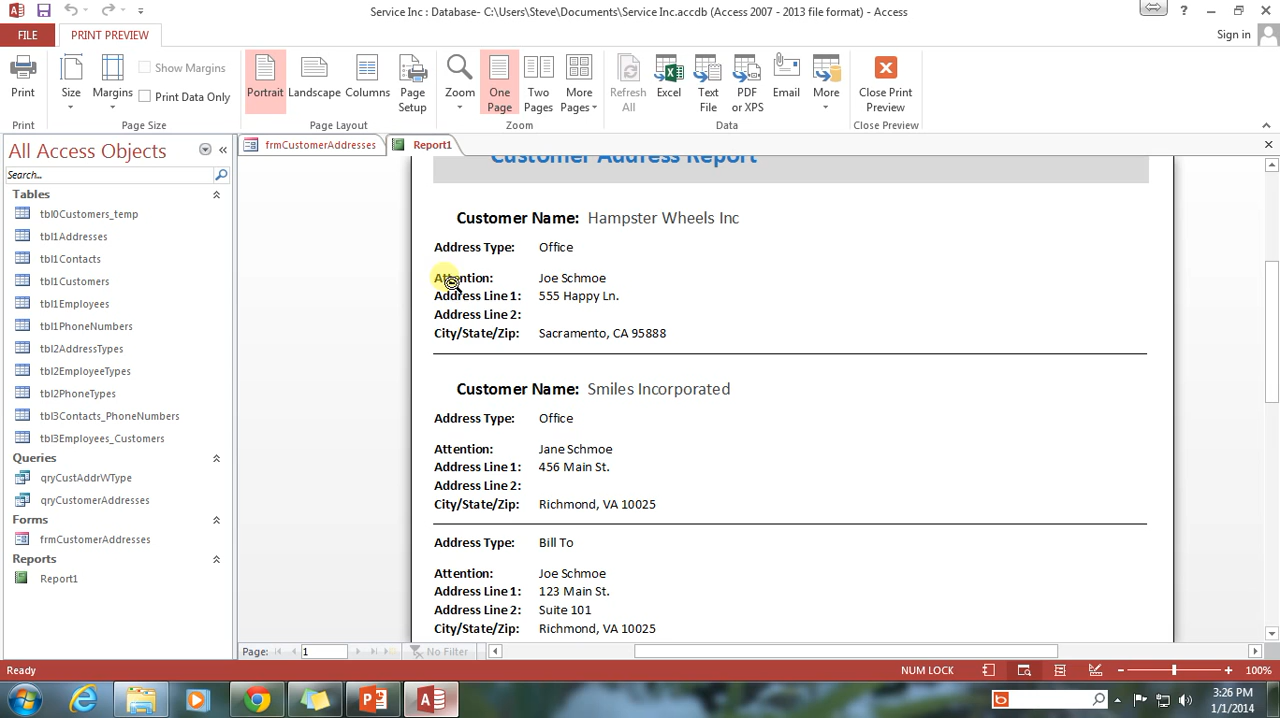 Service Inc : Database- C:\Users\Steve\Documents\Service Inc.accdb (Access 2007 - 2013 file format) - Access
FILE PRINT PREVIEW Sign in
Print Size Margins Show Margins Print Data Only Portrait Landscape Columns Page Setup Zoom One Page Two Pages More Pages Refresh All Excel Text File PDF or XPS Email More Close Print Preview
Print Page Size Page Layout Zoom Data Close Preview
All Access Objects
Search...
Tables
tbl0Customers_temp
tbl1Addresses
tbl1Contacts
tbl1Customers
tbl1Employees
tbl1PhoneNumbers
tbl2AddressTypes
tbl2EmployeeTypes
tbl2PhoneTypes
tbl3Contacts_PhoneNumbers
tbl3Employees_Customers
Queries
qryCustAddrWType
qryCustomerAddresses
Forms
frmCustomerAddresses
Reports
Report1
frmCustomerAddresses Report1
Customer Address Report
Customer Name: Hampster Wheels Inc
Address Type: Office
Attention: Joe Schmoe
Address Line 1: 555 Happy Ln.
Address Line 2:
City/State/Zip: Sacramento, CA 95888
Customer Name: Smiles Incorporated
Address Type: Office
Attention: Jane Schmoe
Address Line 1: 456 Main St.
Address Line 2:
City/State/Zip: Richmond, VA 10025
Address Type: Bill To
Attention: Joe Schmoe
Address Line 1: 123 Main St.
Address Line 2: Suite 101
City/State/Zip: Richmond, VA 10025
Page: 1 No Filter
Ready NUM LOCK 100%
3:26 PM
1/1/2014